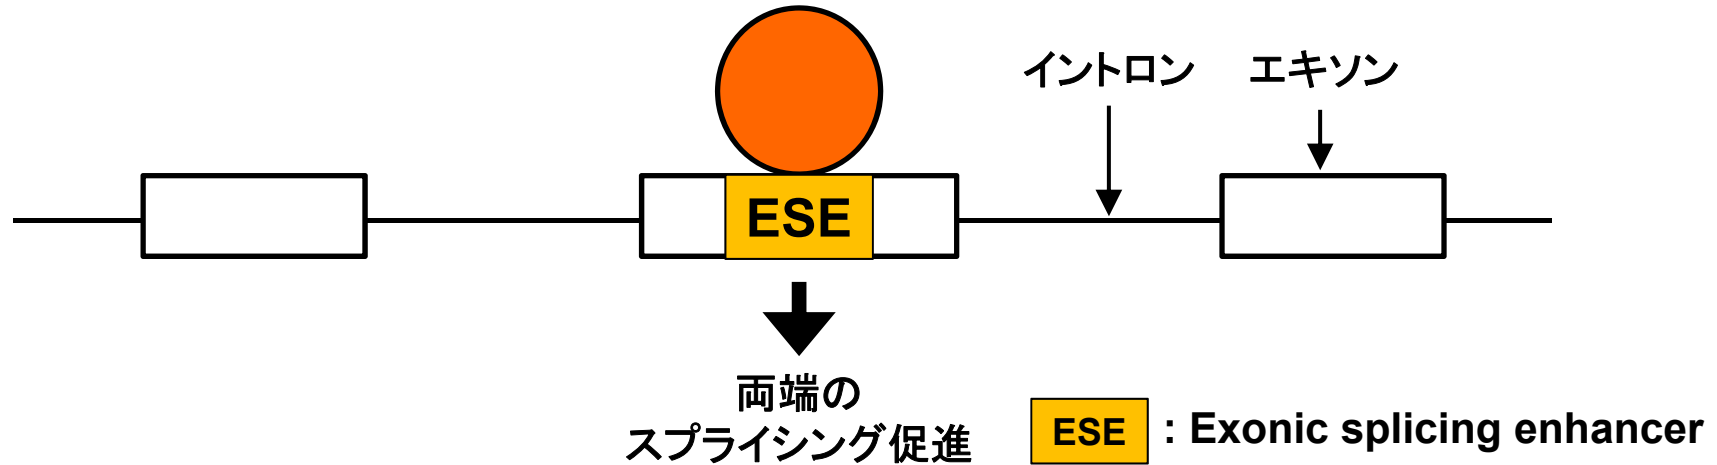 イントロン
エキソン
ESE
両端の
スプライシング促進
ESE : Exonic splicing enhancer